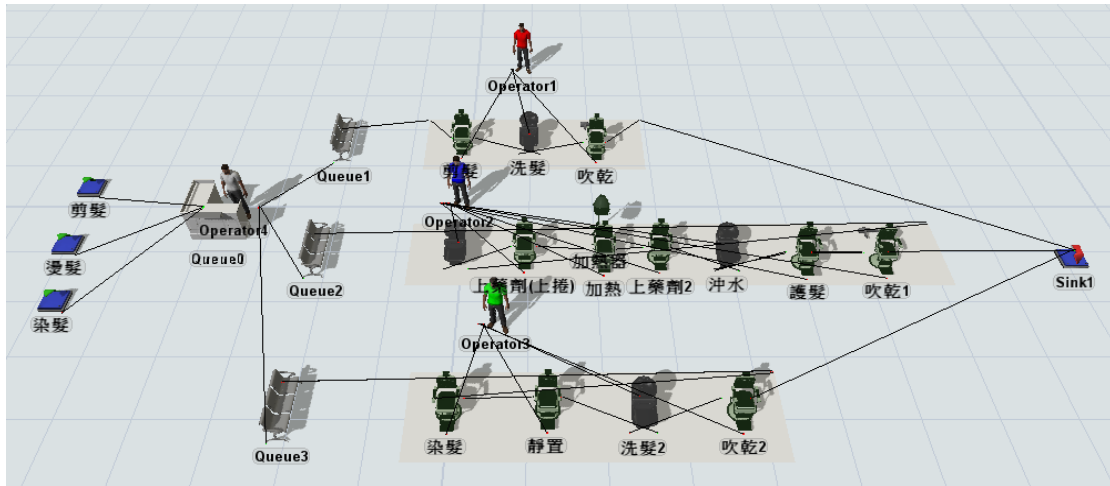 Operator1
Queue1
剪髮
洗髮
吹乾
剪髮
Operator4
Operator2
燙髮
Queue0
Queue2
上藥劑(上捲)
加熱器
加熱
上藥劑2
沖水
護髮
吹乾1
Sink1
染髮
Operator3
Queue3
染髮
靜置
洗髮2
吹乾2